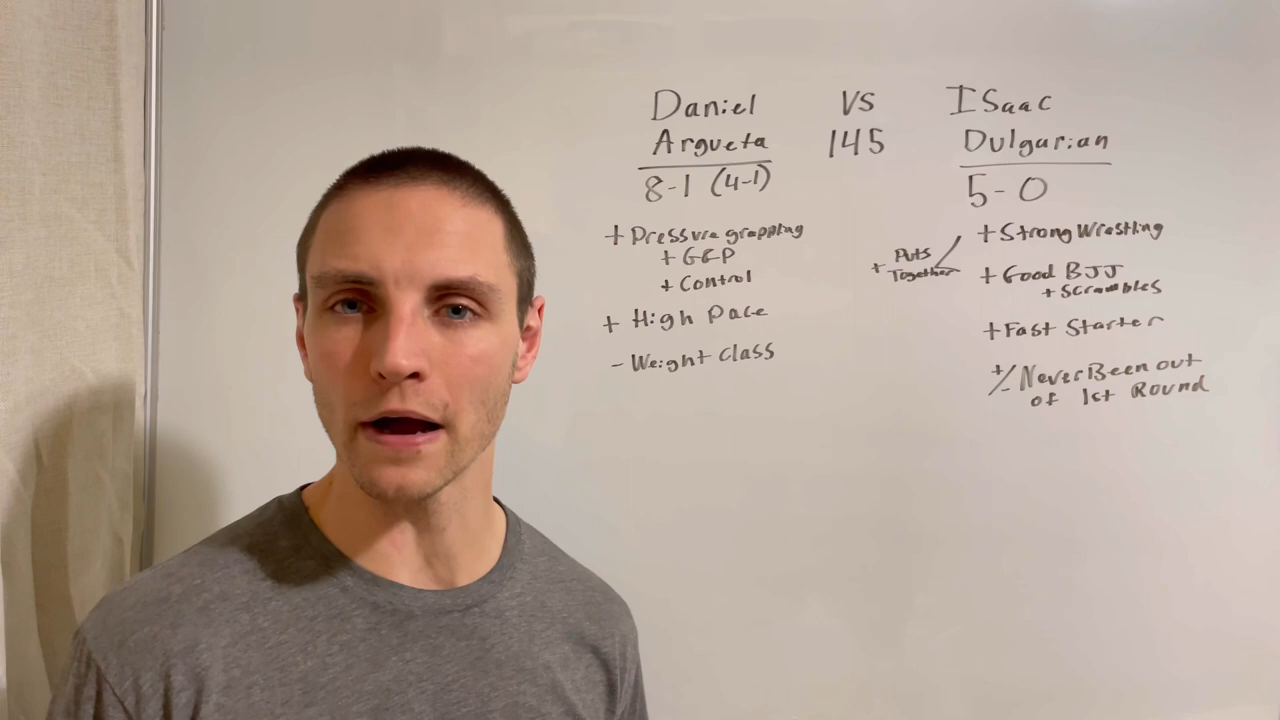 Daniel
Argueta
8-1 (4-1)
+ Pressure grappling
+ G&P
+ Control
+ High Pace
- Weight Class
VS
145
ISaac
Dulgarian
5-0
+ Strong Wrestling
+ Puts
Together
+ Good BJJ
+ Scrambles
+ Fast Starter
+/- Never Been out
of 1st Round